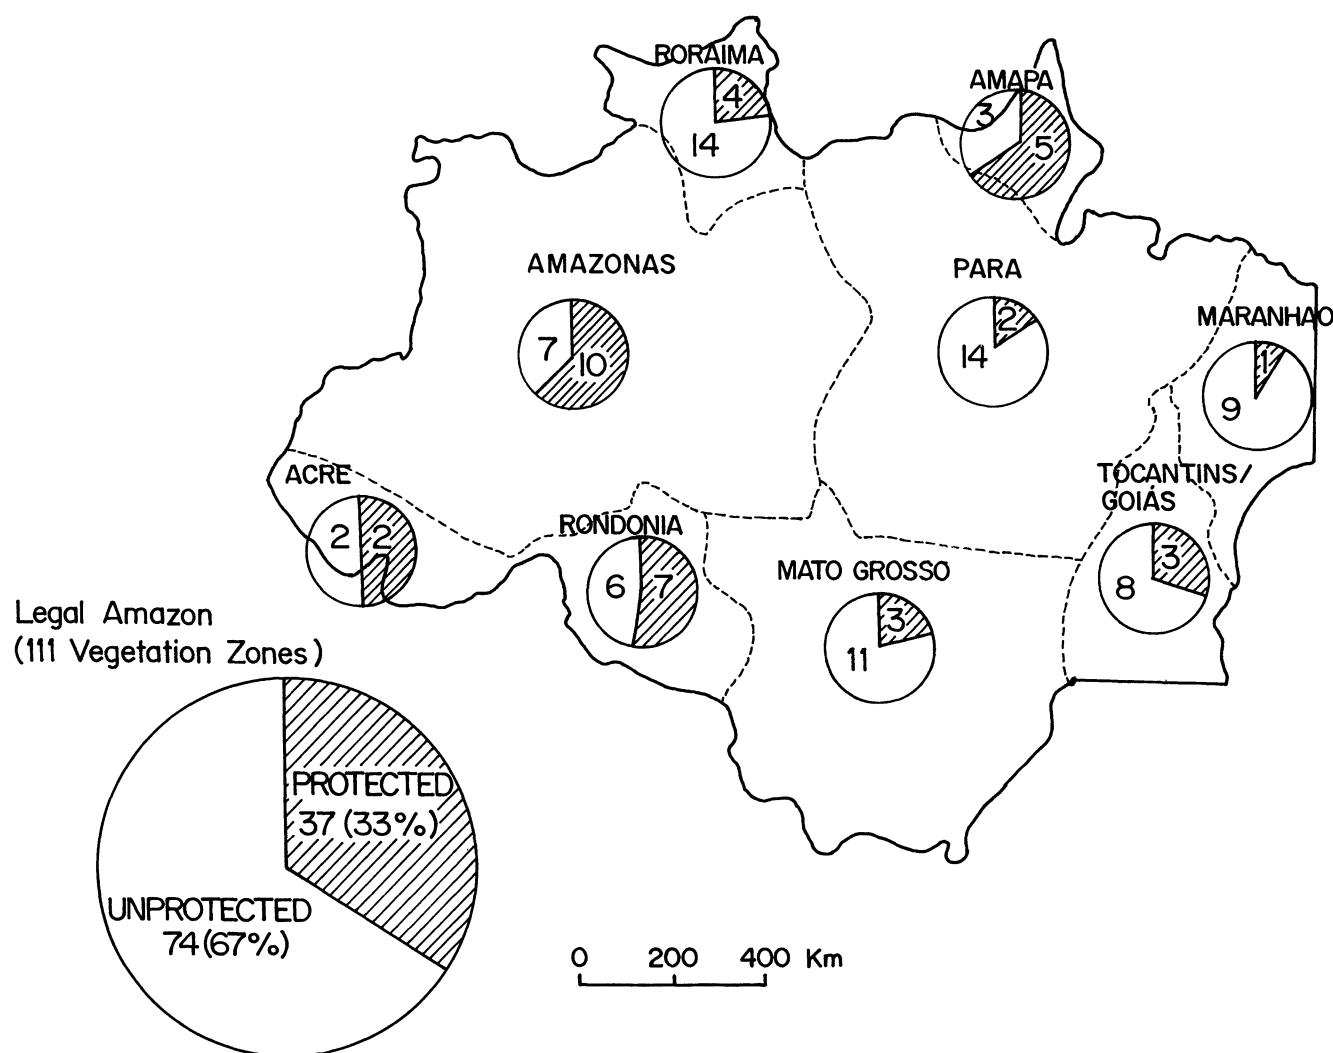 RORAIMA
4
14
AMAPA
3
5
AMAZONAS
7
10
PARA
2
14
MARANHAO
1
9
ACRE
2
2
RONDONIA
6
7
MATO GROSSO
3
11
TOCANTINS/
GOIÁS
3
8
Legal Amazon
(111 Vegetation Zones)
PROTECTED
37 (33%)
UNPROTECTED
74 (67%)
0 200 400 Km